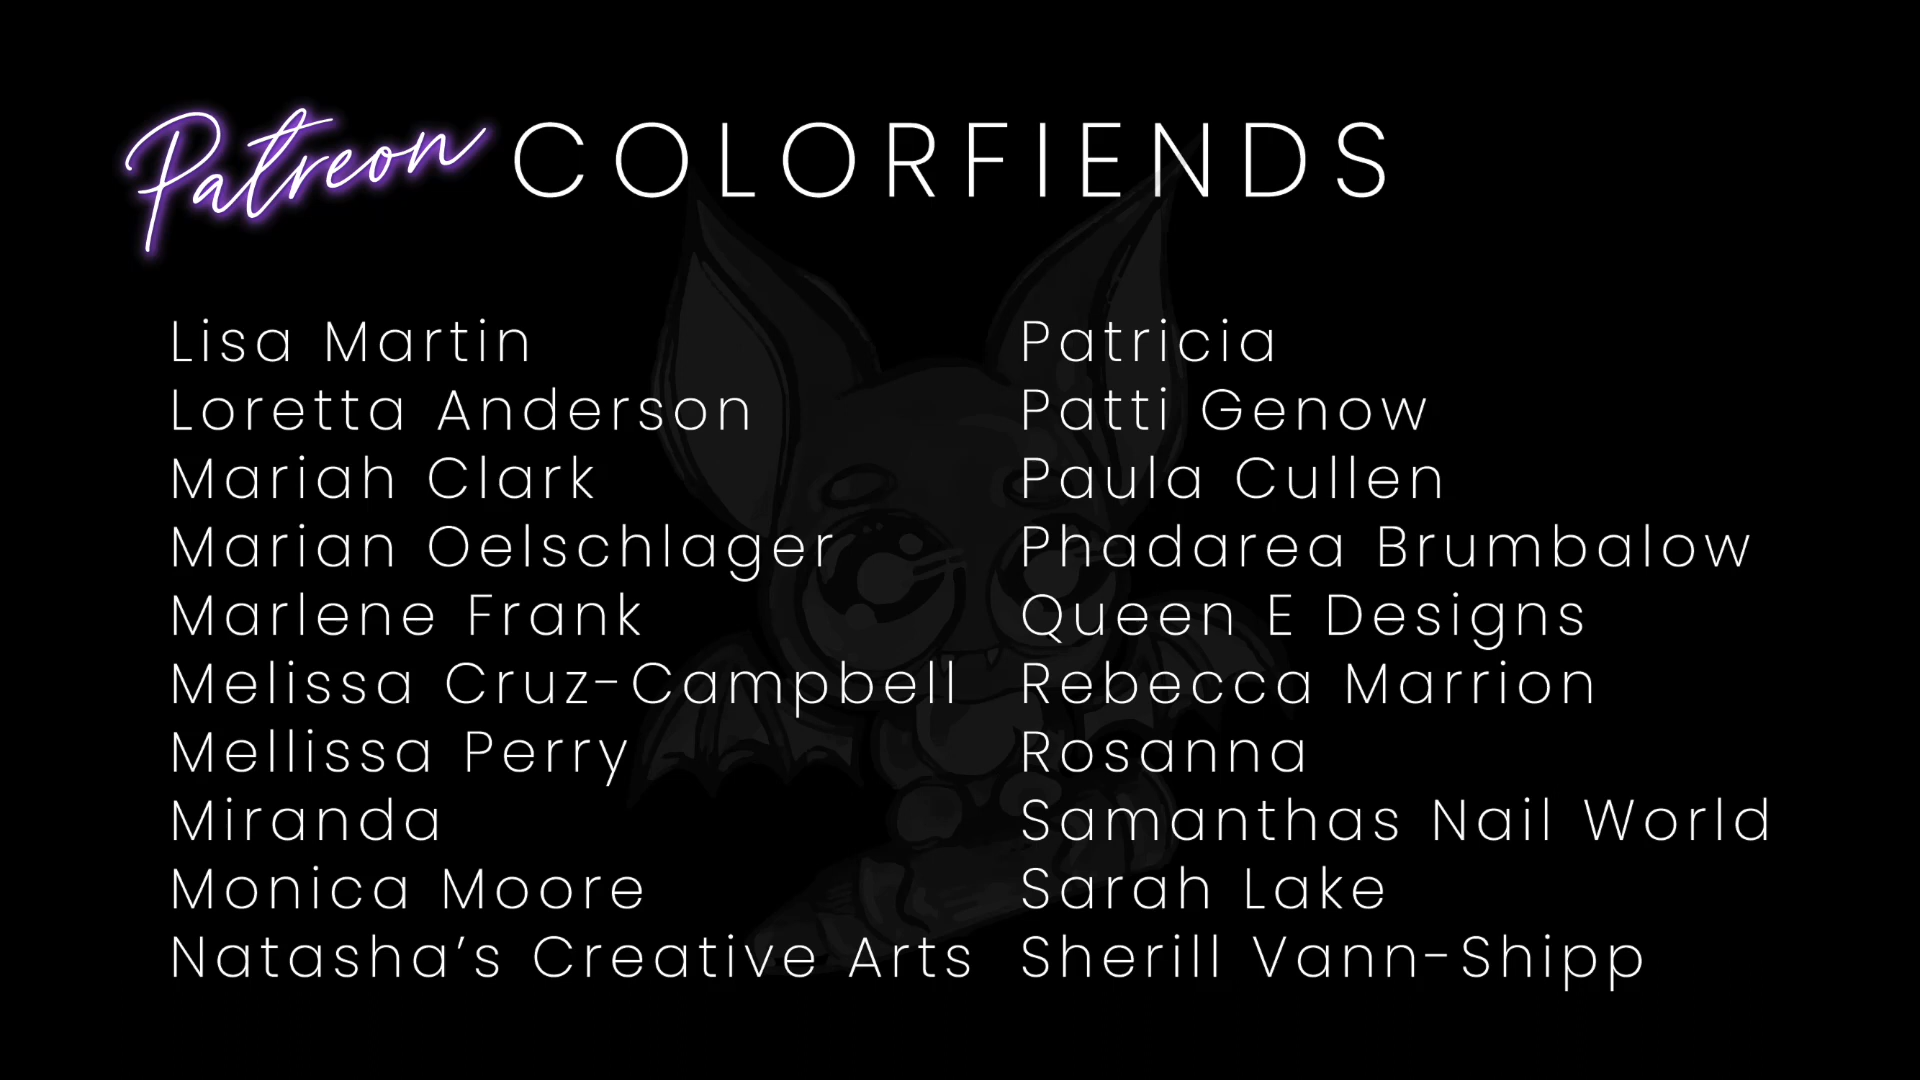 Patreon COLORFIENDS
Lisa Martin
Loretta Anderson
Mariah Clark
Marian Oelschlager
Marlene Frank
Melissa Cruz-Campbell
Mellissa Perry
Miranda
Monica Moore
Natasha’s Creative Arts
Patricia
Patti Genow
Paula Cullen
Phadarea Brumbalow
Queen E Designs
Rebecca Marrion
Rosanna
Samanthas Nail World
Sarah Lake
Sherill Vann-Shipp